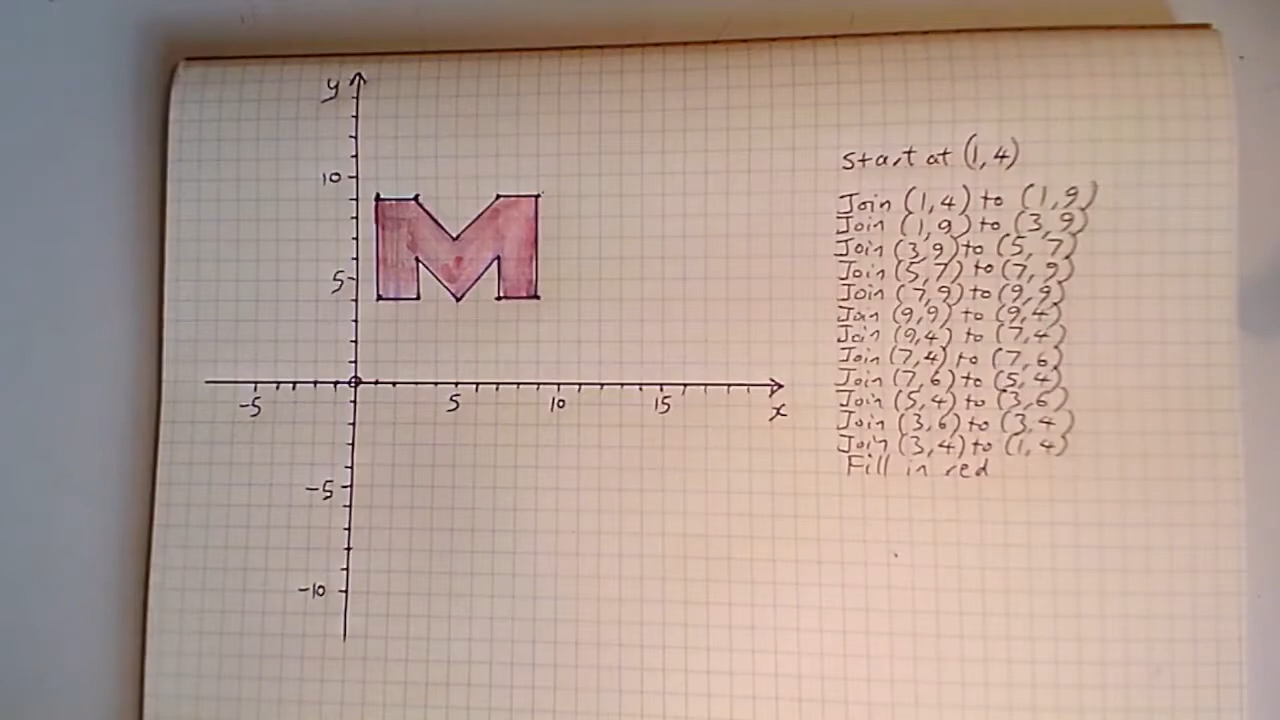 y
10
5
-5
5
10
15
x
-5
-10
Start at (1,4)
Join (1,4) to (1,9)
Join (1,9) to (3,9)
Join (3,9) to (5,7)
Join (5,7) to (7,9)
Join (7,9) to (9,9)
Join (9,9) to (9,4)
Join (9,4) to (7,4)
Join (7,4) to (7,6)
Join (7,6) to (5,4)
Join (5,4) to (3,6)
Join (3,6) to (3,4)
Join (3,4) to (1,4)
Fill in red